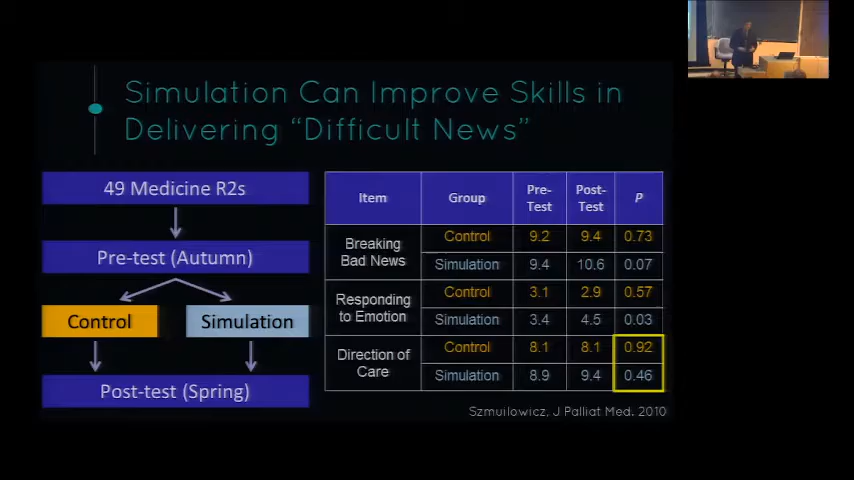 Simulation Can Improve Skills in
Delivering “Difficult News”
49 Medicine R2s
Pre-test (Autumn)
Control Simulation
Post-test (Spring)
Item Group Pre-Test Post-Test P
Breaking Bad News Control 9.2 9.4 0.73
Simulation 9.4 10.6 0.07
Responding to Emotion Control 3.1 2.9 0.57
Simulation 3.4 4.5 0.03
Direction of Care Control 8.1 8.1 0.92
Simulation 8.9 9.4 0.46
Szmuilowicz, J Palliat Med. 2010